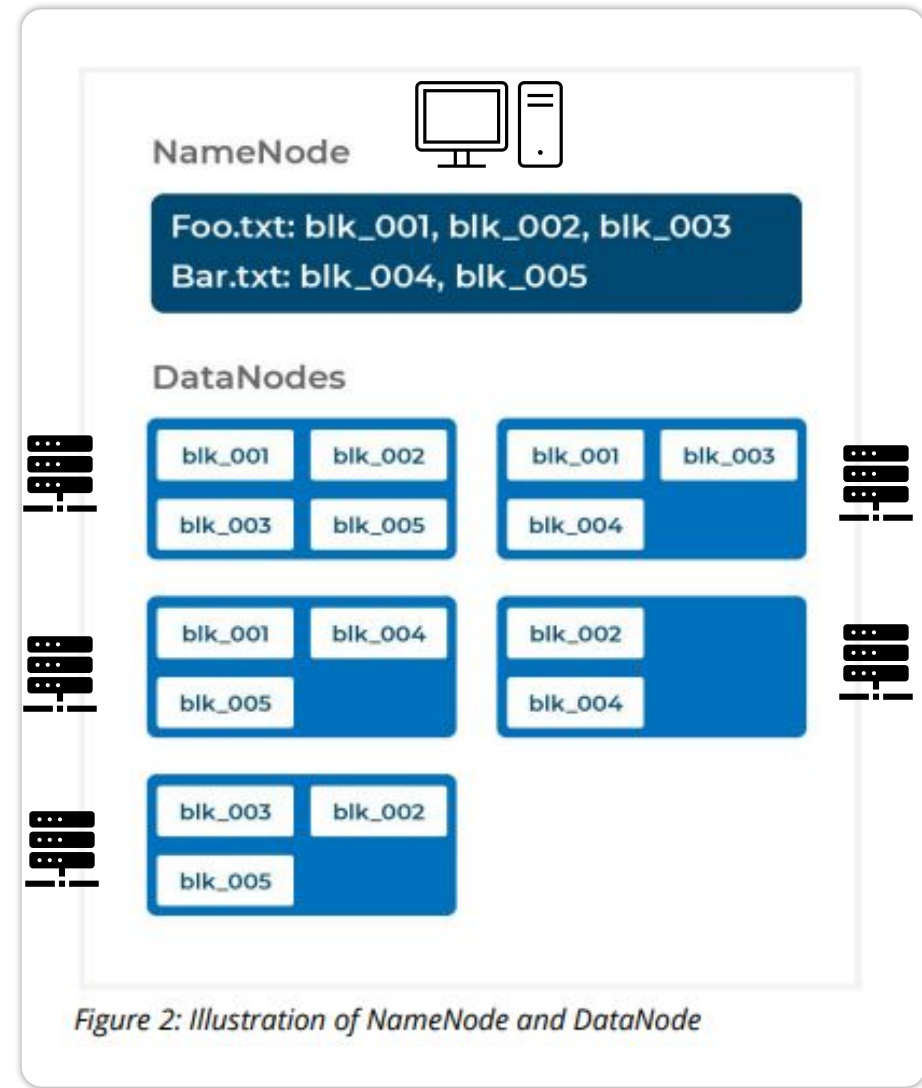 NameNode
Foo.txt: blk_001, blk_002, blk_003
Bar.txt: blk_004, blk_005
DataNodes
blk_001 blk_002
blk_003 blk_005
blk_001 blk_003
blk_004
blk_001 blk_004
blk_005
blk_002
blk_004
blk_003 blk_002
blk_005
Figure 2: Illustration of NameNode and DataNode